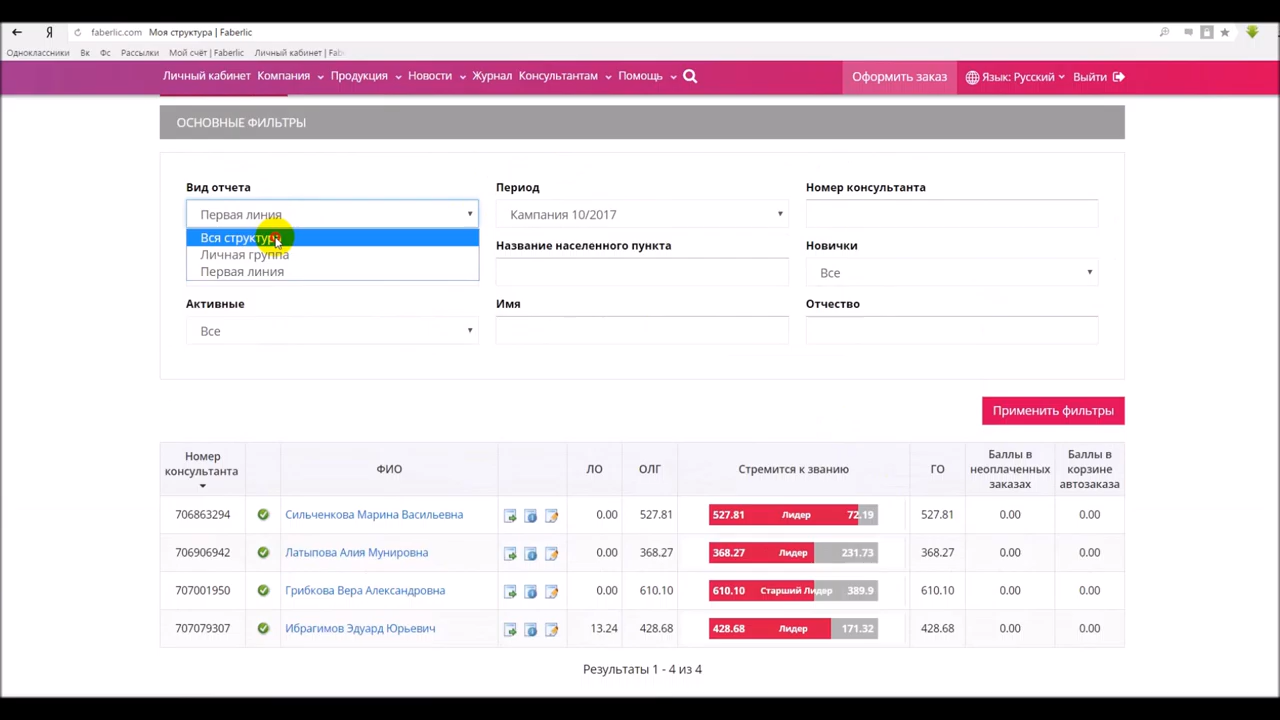 Я faberlic.com Моя структура | Faberlic
Одноклассники Вк Фс Рассылки Мой счёт | Faberlic Личный кабинет | Fab
Личный кабинет Компания Продукция Новости Журнал Консультантам Помощь Оформить заказ Язык: Русский Выйти
ОСНОВНЫЕ ФИЛЬТРЫ
Вид отчета Период Номер консультанта
Первая линия Кампания 10/2017
Вся структура
Название населенного пункта Новички
Личная группа
Первая линия Все
Активные Имя Отчество
Все
Применить фильтры
Номер консультанта ФИО ЛО ОЛГ Стремится к званию ГО Баллы в неоплаченных заказах Баллы в корзине автозаказа
706863294 Сильченкова Марина Васильевна 0.00 527.81 527.81 Лидер 72.19 527.81 0.00 0.00
706906942 Латыпова Алия Мунировна 0.00 368.27 368.27 Лидер 231.73 368.27 0.00 0.00
707001950 Грибкова Вера Александровна 0.00 610.10 610.10 Старший Лидер 389.9 610.10 0.00 0.00
707079307 Ибрагимов Эдуард Юрьевич 13.24 428.68 428.68 Лидер 171.32 428.68 0.00 0.00
Результаты 1 - 4 из 4